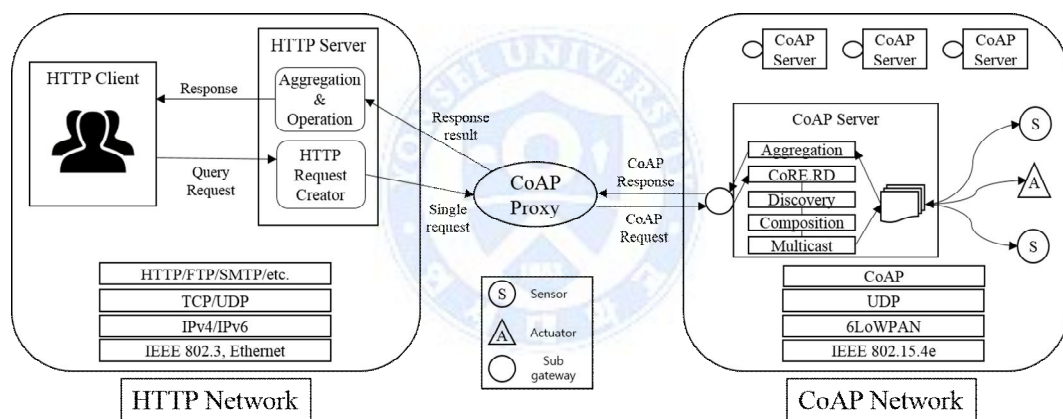 HTTP Server
HTTP Client
Aggregation
&
Operation
Response
HTTP
Request
Creator
Query
Request
Response
result
Single
request
CoAP
Proxy
CoAP
Response
CoAP
Request
HTTP/FTP/SMTP/etc.
TCP/UDP
IPv4/IPv6
IEEE 802.3, Ethernet
HTTP Network
S Sensor
A Actuator
Sub
gateway
CoAP
Server
CoAP
Server
CoAP
Server
CoAP Server
Aggregation
CoRE.RD
Discovery
Composition
Multicast
S
A
S
CoAP
UDP
6LoWPAN
IEEE 802.15.4e
CoAP Network
YONSEI UNIVERSITY